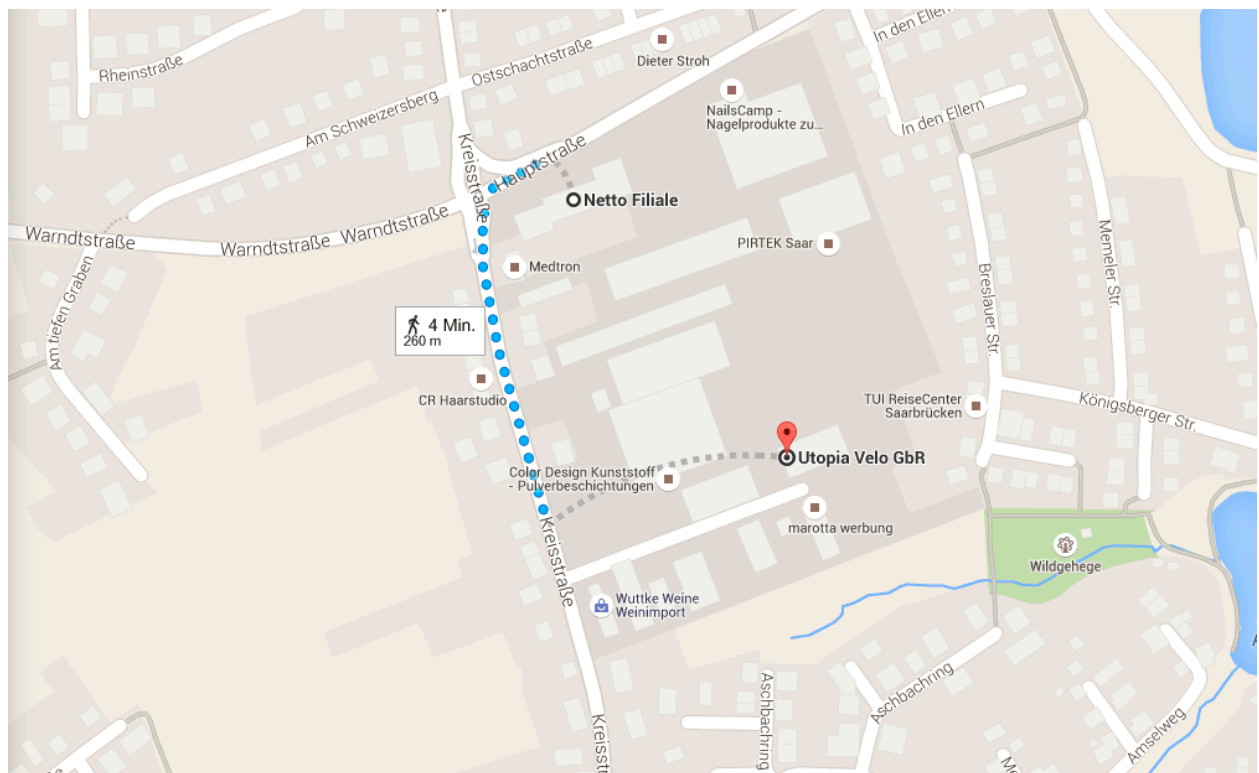 Rheinstraße
Ostschachtstraße
Dieter Stroh
In den Ellern
Am Schweizersberg
NailsCamp -
Nagelprodukte zu...
In den Ellern
Kreisstraße
Hauptstraße
Netto Filiale
Warndtstraße
Warndtstraße
Warndtstraße
PIRTEK Saar
Medtron
Memeler Str.
Breslauer Str.
Am tiefen Graben
4 Min.
260 m
CR Haarstudio
TUI ReiseCenter
Saarbrücken
Königsberger Str.
Utopia Velo GbR
Color Design Kunststoff
- Pulverbeschichtungen
marotta werbung
Kreisstraße
Wildgehege
Wuttke Weine
Weinimport
Aschbachring
Aschbachring
Amselweg
Kreisst